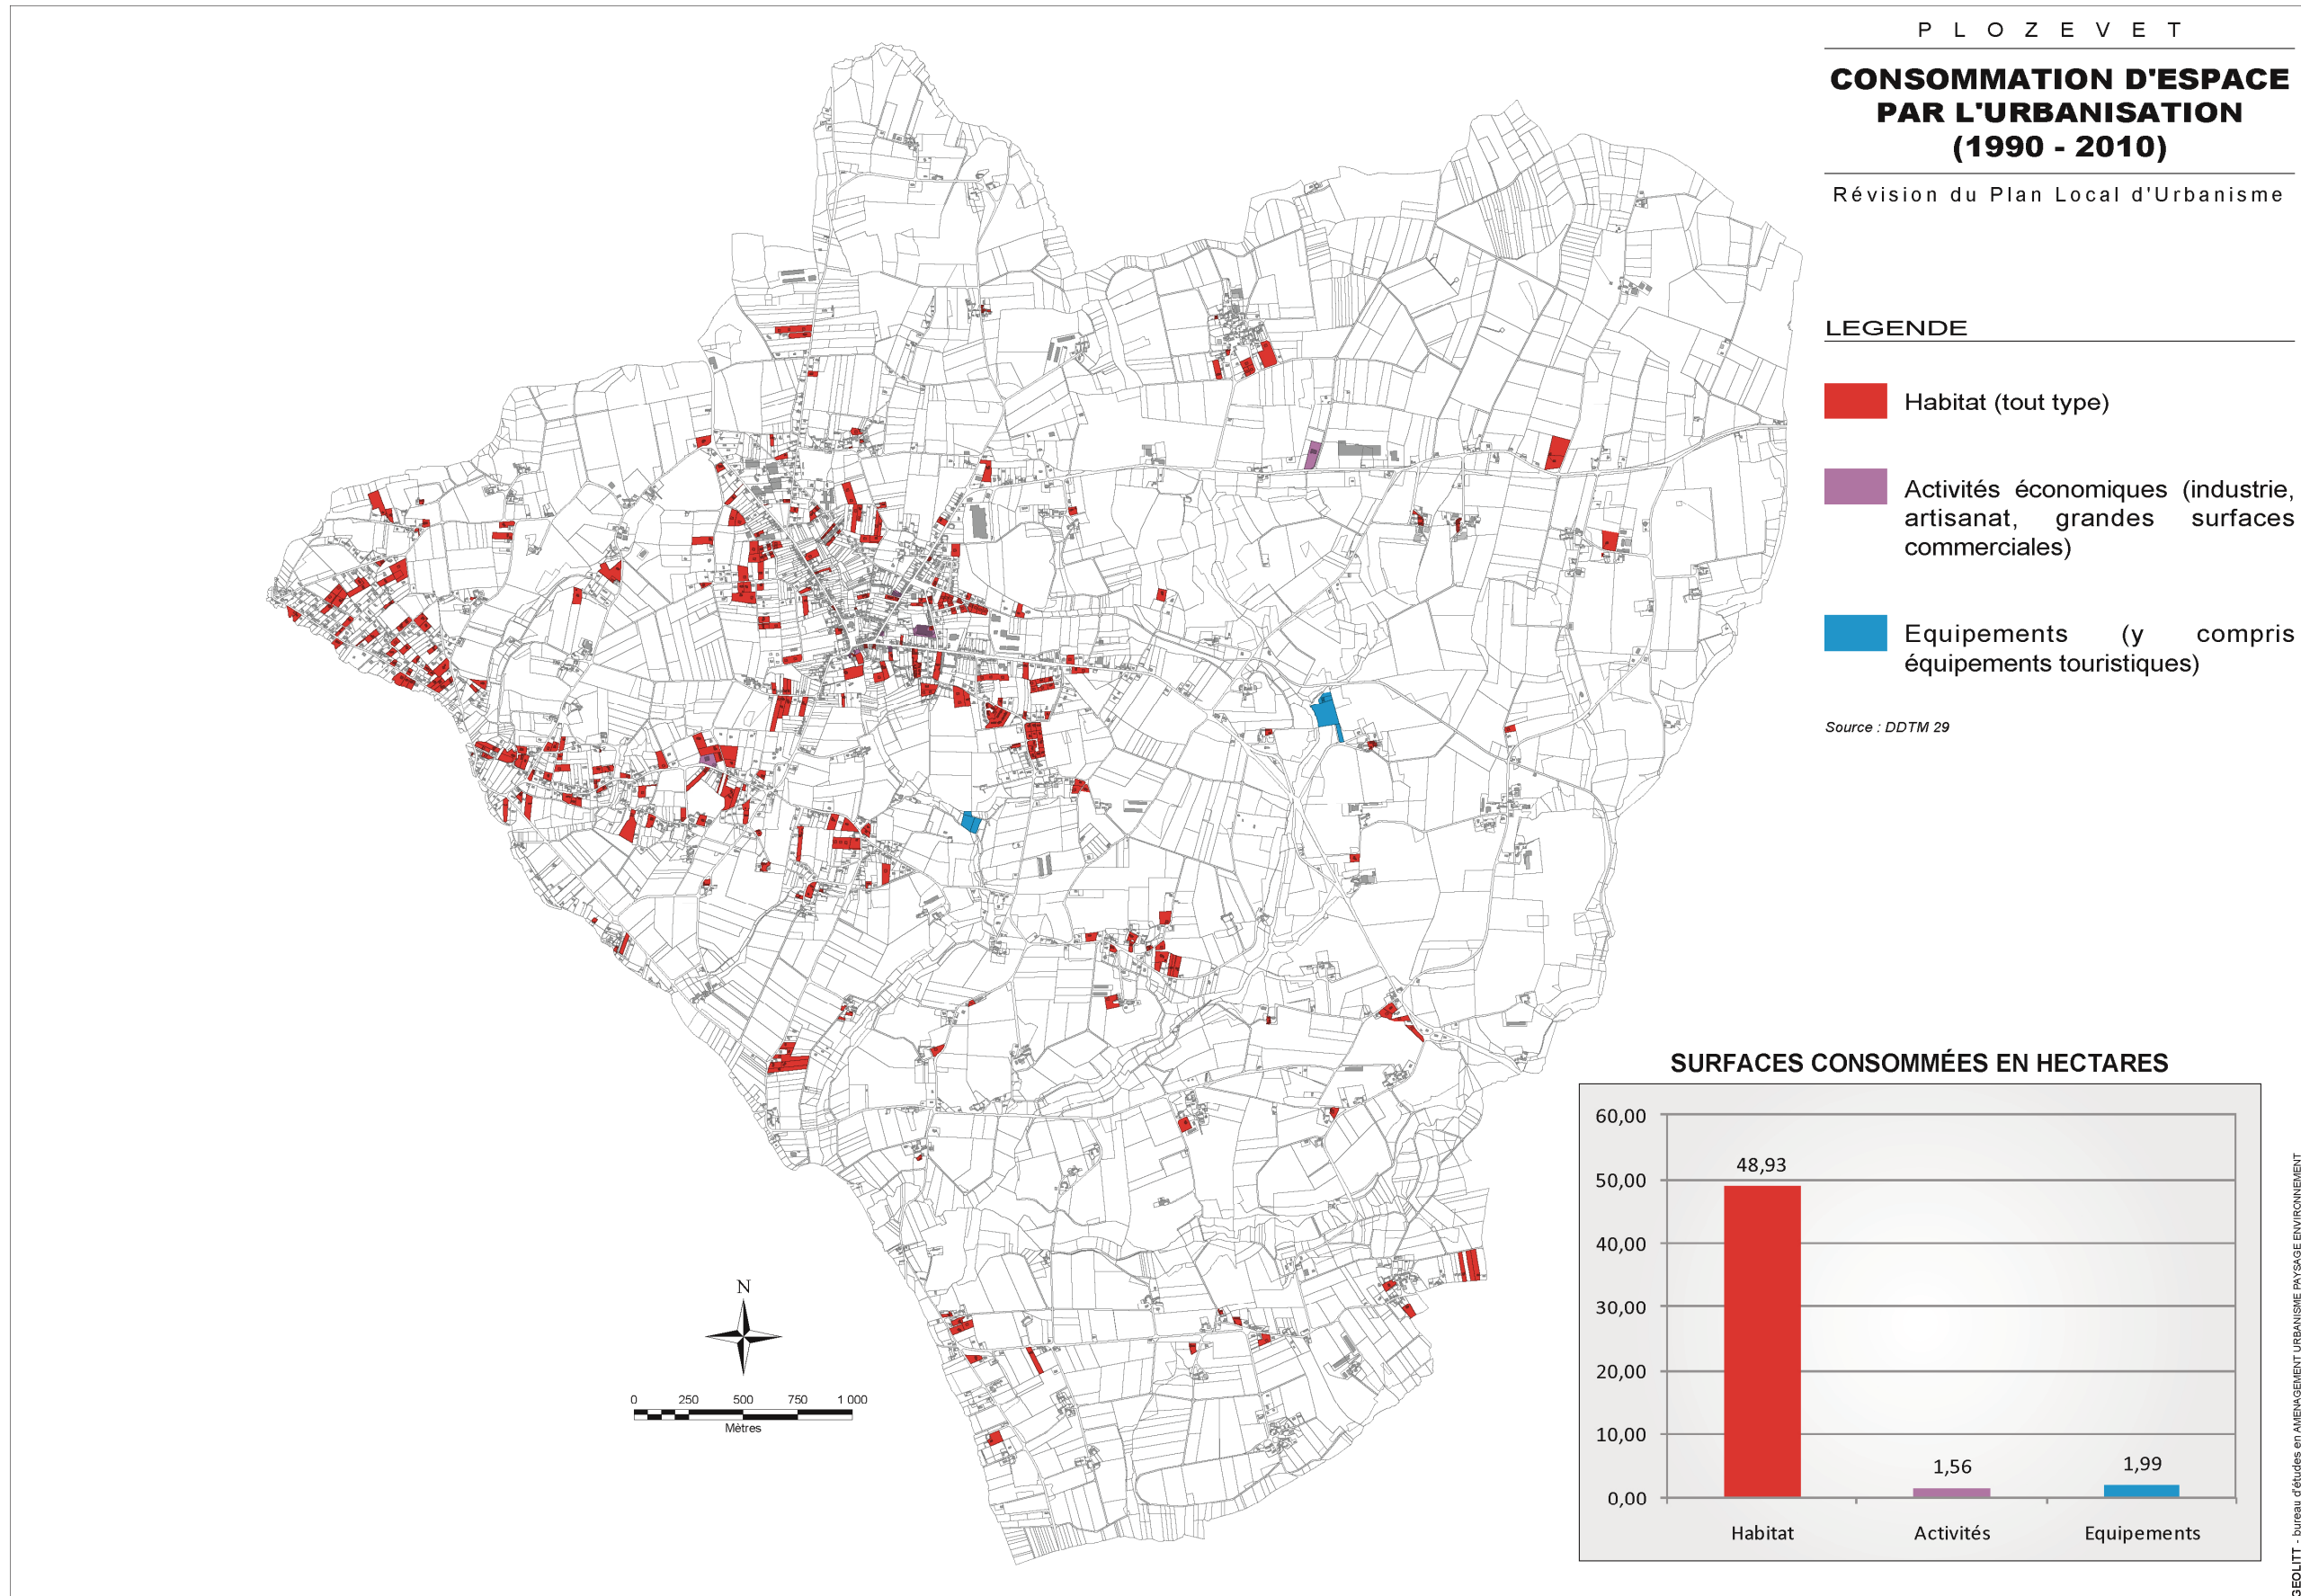 P L O Z E V E T
CONSOMMATION D'ESPACE
PAR L'URBANISATION
(1990 - 2010)
Révision du Plan Local d'Urbanisme
LEGENDE
Habitat (tout type)
Activités économiques (industrie,
artisanat, grandes surfaces
commerciales)
Equipements (y compris
équipements touristiques)
Source : DDTM 29
N
0 250 500 750 1 000
Mètres
SURFACES CONSOMMÉES EN HECTARES
60,00
50,00
40,00
30,00
20,00
10,00
0,00
48,93
1,56
1,99
Habitat
Activités
Equipements
GEOLITT - bureau d'études en AMENAGEMENT URBANISME PAYSAGE ENVIRONNEMENT